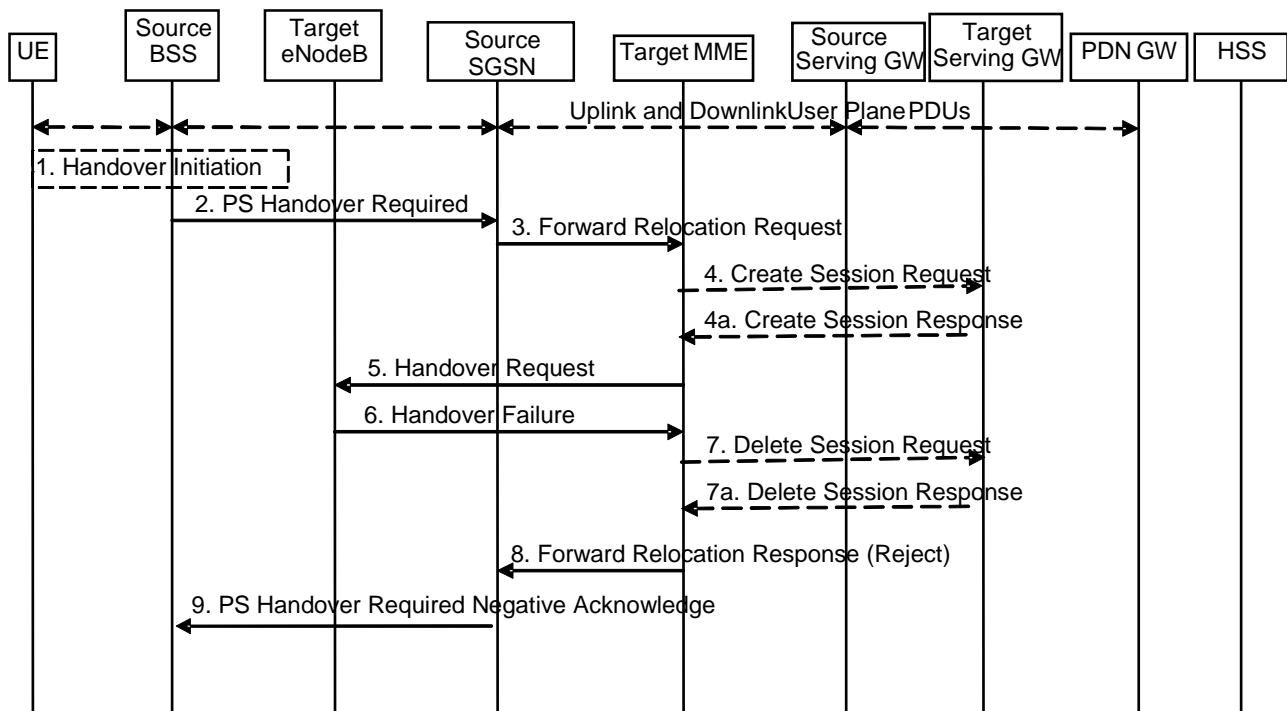 UE
Source
BSS
Target
eNodeB
Source
SGSN
Target MME
Source
Serving GW
Target
Serving GW
PDN GW
HSS
Uplink and Downlink User Plane PDUs
1. Handover Initiation
2. PS Handover Required
3. Forward Relocation Request
4. Create Session Request
4a. Create Session Response
5. Handover Request
6. Handover Failure
7. Delete Session Request
7a. Delete Session Response
8. Forward Relocation Response (Reject)
9. PS Handover Required Negative Acknowledge